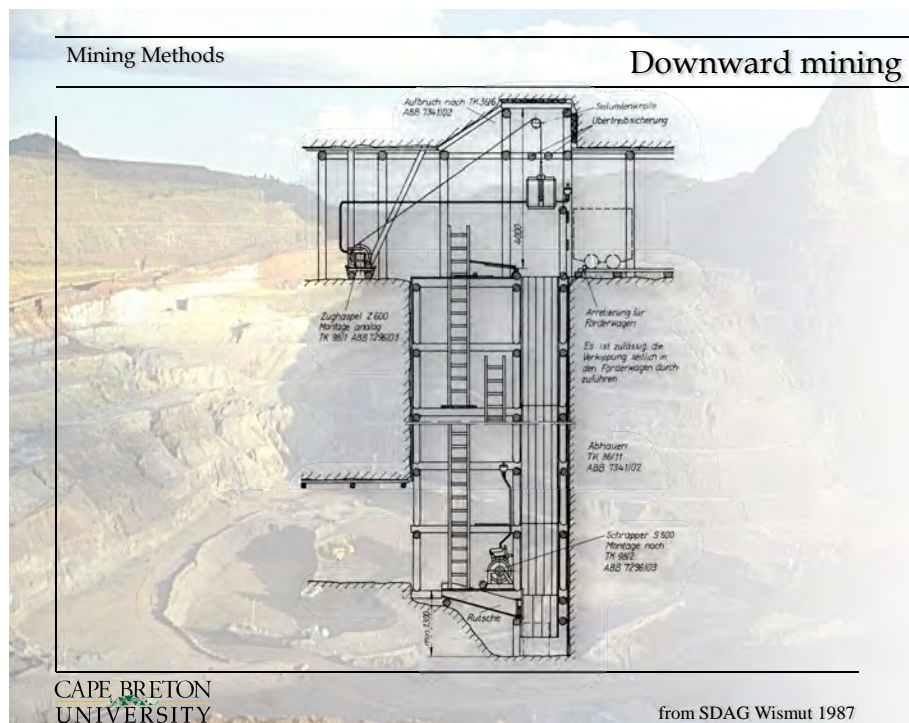 Mining Methods
Downward mining
Aufbruch nach TK 36/6
ABB 7341/02
Seilumlenkrolle
Übertreibsicherung
4000
Zughaspel Z 600
Montage analog
TK 98/1 ABB 7296/03
Arretierung für
Förderwagen
Es ist zulässig, die
Verkippung seitlich in
den Förderwagen durch
zuführen
Abhauen
TK 36/11
ABB 7341/02
Schrapper S 500
Montage nach
TK 98/2
ABB 7296/03
Rutsche
min. 1300
CAPE BRETON
UNIVERSITY
from SDAG Wismut 1987